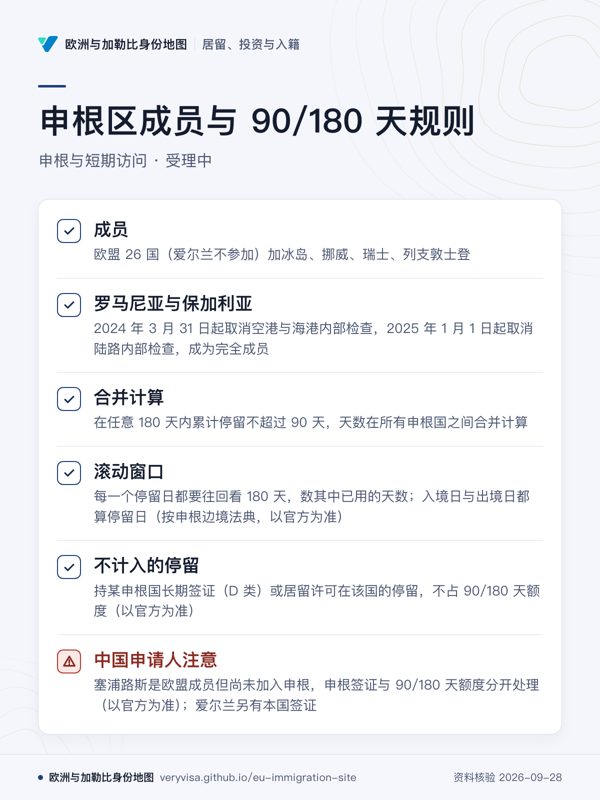 欧洲与加勒比身份地图 居留、投资与入籍
申根区成员与 90/180 天规则
申根与短期访问 · 受理中
成员
欧盟 26 国（爱尔兰不参加）加冰岛、挪威、瑞士、列支敦士登
罗马尼亚与保加利亚
2024 年 3 月 31 日起取消空港与海港内部检查，2025 年 1 月 1 日起取消
陆路内部检查，成为完全成员
合并计算
在任意 180 天内累计停留不超过 90 天，天数在所有申根国之间合并计算
滚动窗口
每一个停留日都要往回看 180 天，数其中已用的天数；入境日与出境日都
算停留日（按申根边境法典，以官方为准）
不计入的停留
持某申根国长期签证（D 类）或居留许可在该国的停留，不占 90/180 天额
度（以官方为准）
中国申请人注意
塞浦路斯是欧盟成员但尚未加入申根，申根签证与 90/180 天额度分开处理
（以官方为准）；爱尔兰另有本国签证
欧洲与加勒比身份地图 veryvisa.github.io/eu-immigration-site 资料核验 2026-09-28